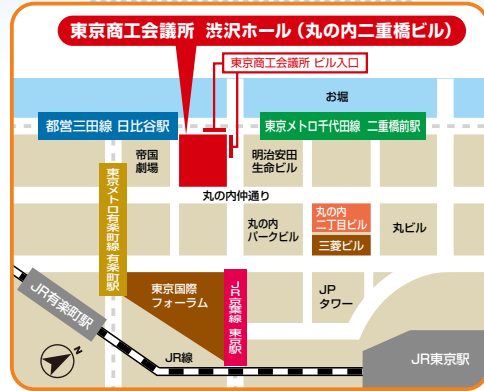 東京商工会議所 渋沢ホール（丸の内二重橋ビル）
東京商工会議所 ビル入口
お堀
都営三田線 日比谷駅
東京メトロ千代田線 二重橋前駅
帝国
劇場
明治安田
生命ビル
丸の内仲通り
東京メトロ有楽町線 有楽町駅
丸の内
パークビル
丸の内
二丁目ビル
三菱ビル
丸ビル
東京国際
フォーラム
JR京葉線 東京駅
JP
タワー
JR有楽町駅
JR線
JR東京駅
N